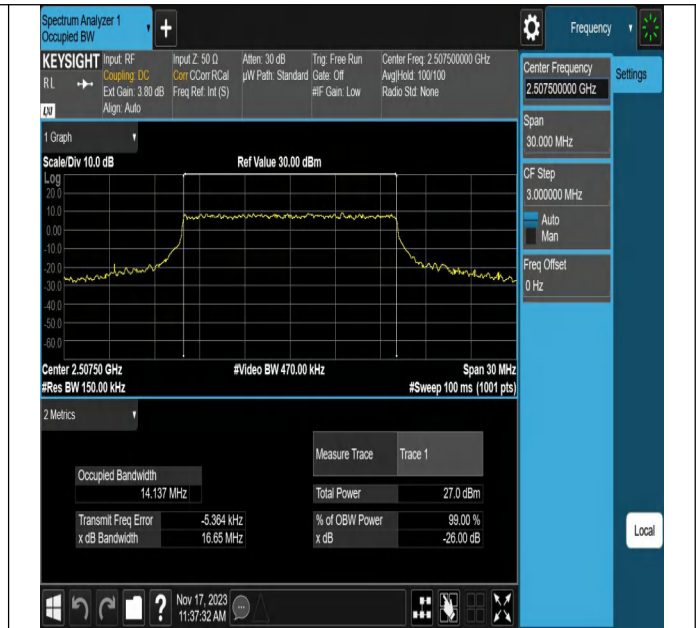 Spectrum Analyzer 1
Occupied BW
+
Frequency
KEYSIGHT
RL
LXI
Input: RF
Coupling: DC
Ext Gain: 3.80 dB
Align: Auto
Input Z: 50 Ω
Corr CCorr RCal
Freq Ref: Int (S)
Atten: 30 dB
µW Path: Standard
Trig: Free Run
Gate: Off
#IF Gain: Low
Center Freq: 2.507500000 GHz
Avg|Hold: 100/100
Radio Std: None
Center Frequency
2.507500000 GHz
Settings
Span
30.000 MHz
CF Step
3.000000 MHz
Auto
Man
Freq Offset
0 Hz
1 Graph
Scale/Div 10.0 dB
Ref Value 30.00 dBm
Log
20.0
10.0
0.00
-10.0
-20.0
-30.0
-40.0
-50.0
-60.0
Center 2.50750 GHz
#Video BW 470.00 kHz
Span 30 MHz
#Res BW 150.00 kHz
#Sweep 100 ms (1001 pts)
2 Metrics
Measure Trace
Trace 1
Occupied Bandwidth
14.137 MHz
Total Power
27.0 dBm
Transmit Freq Error
-5.364 kHz
% of OBW Power
99.00 %
x dB Bandwidth
16.65 MHz
x dB
-26.00 dB
Local
?
Nov 17, 2023
11:37:32 AM